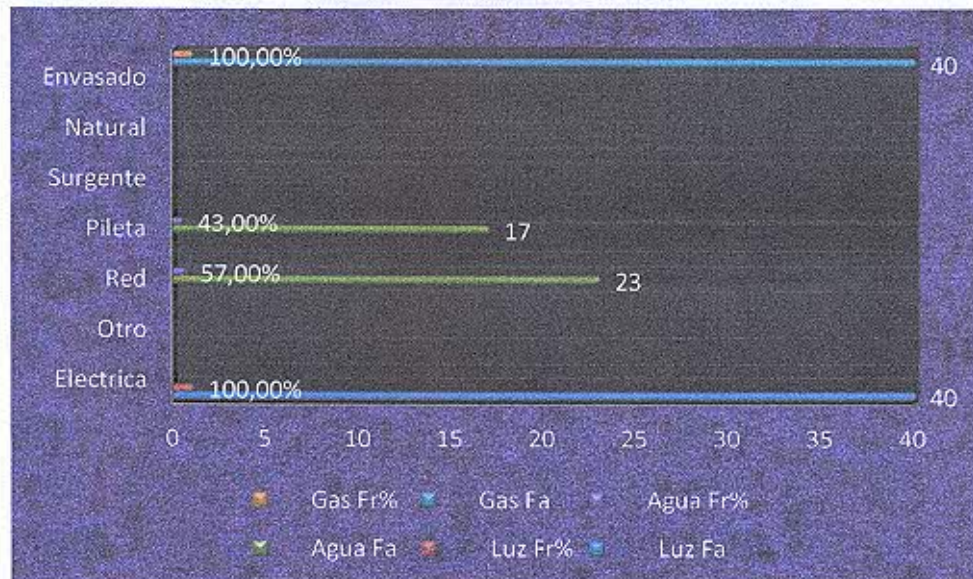 Envasado 100,00% 40
Natural
Surgente
Pileta 43,00% 17
Red 57,00% 23
Otro
Electrica 100,00% 40
0 5 10 15 20 25 30 35 40
Gas Fr% Gas Fa Agua Fr%
Agua Fa Luz Fr% Luz Fa